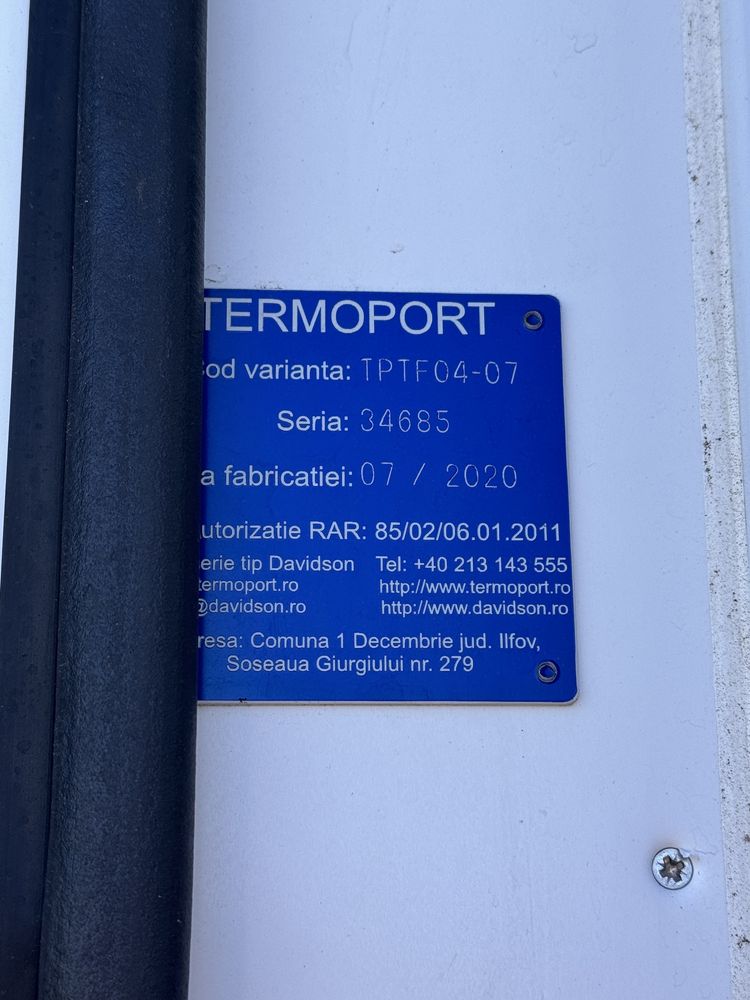 TERMOPORT
od varianta: TPTF04-07
Seria: 34685
a fabricatiei: 07 / 2020
utorizatie RAR: 85/02/06.01.2011
erie tip Davidson Tel: +40 213 143 555
termoport.ro http://www.termoport.ro
@davidson.ro http://www.davidson.ro
resa: Comuna 1 Decembrie jud. Ilfov,
Soseaua Giurgiului nr. 279